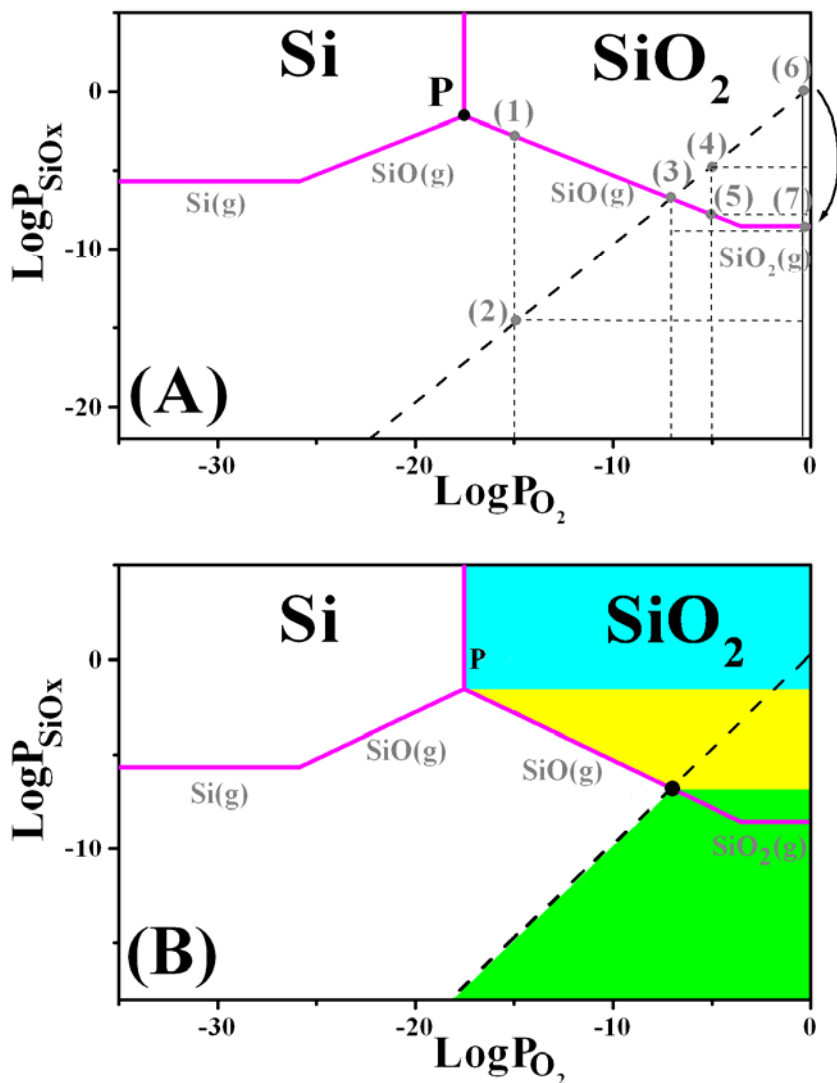 Si
SiO2
P
(1)
(2)
(3)
(4)
(5)
(6)
(7)
Si(g)
SiO(g)
SiO(g)
SiO2(g)
LogPSiOx
0
-10
-20
(A)
-30
-20
-10
0
LogPO2
Si
SiO2
P
Si(g)
SiO(g)
SiO(g)
SiO2(g)
LogPSiOx
0
-10
(B)
-30
-20
-10
0
LogPO2